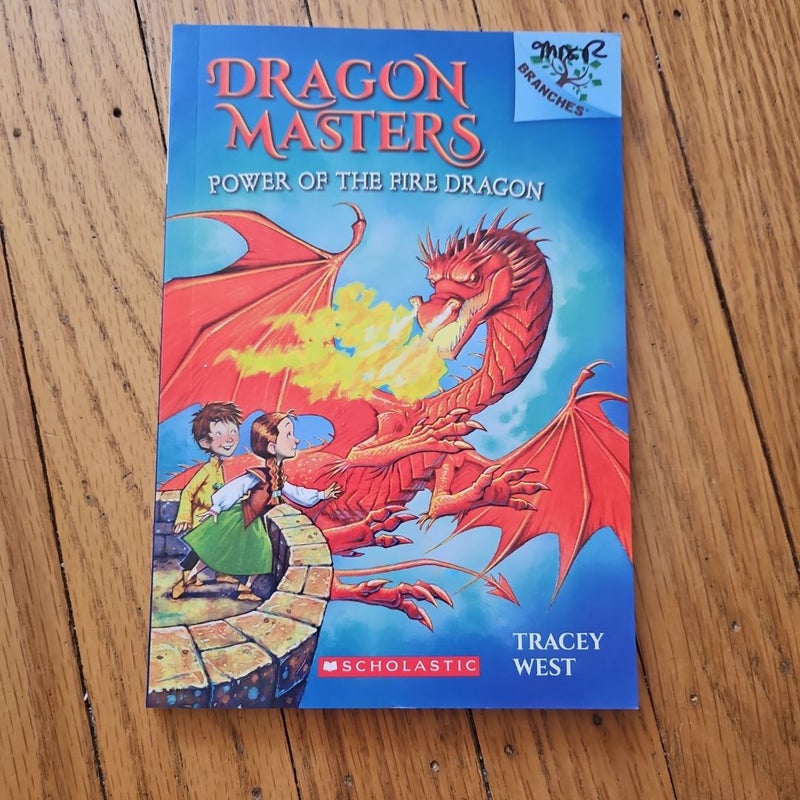 DRAGON
MASTERS
POWER OF THE FIRE DRAGON
BRANCHES
TRACEY
WEST
SCHOLASTIC